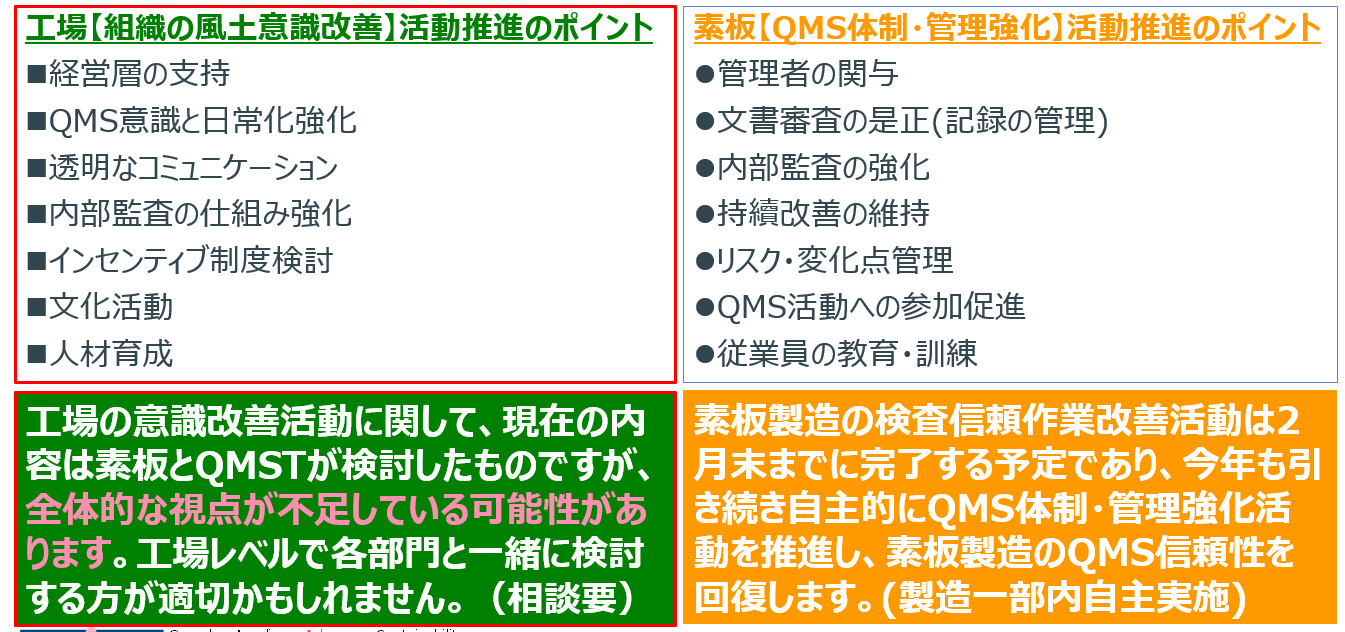 工場【組織の風土意識改善】活動推進のポイント
■経営層の支持
■QMS意識と日常化強化
■透明なコミュニケーション
■内部監査の仕組み強化
■インセンティブ制度検討
■文化活動
■人材育成
素板【QMS体制･管理強化】活動推進のポイント
●管理者の関与
●文書審査の是正(記録の管理)
●内部監査の強化
●持續改善の維持
●リスク･変化点管理
●QMS活動への参加促進
●従業員の教育･訓練
工場の意識改善活動に関して、現在の内
容は素板とQMSTが検討したものですが、
全体的な視点が不足している可能性があ
ります。工場レベルで各部門と一緒に検討
する方が適切かもしれません。（相談要）
素板製造の検査信頼作業改善活動は2
月末までに完了する予定であり、今年も引
き続き自主的にQMS体制･管理強化活
動を推進し、素板製造のQMS信頼性を
回復します。(製造一部内自主実施)